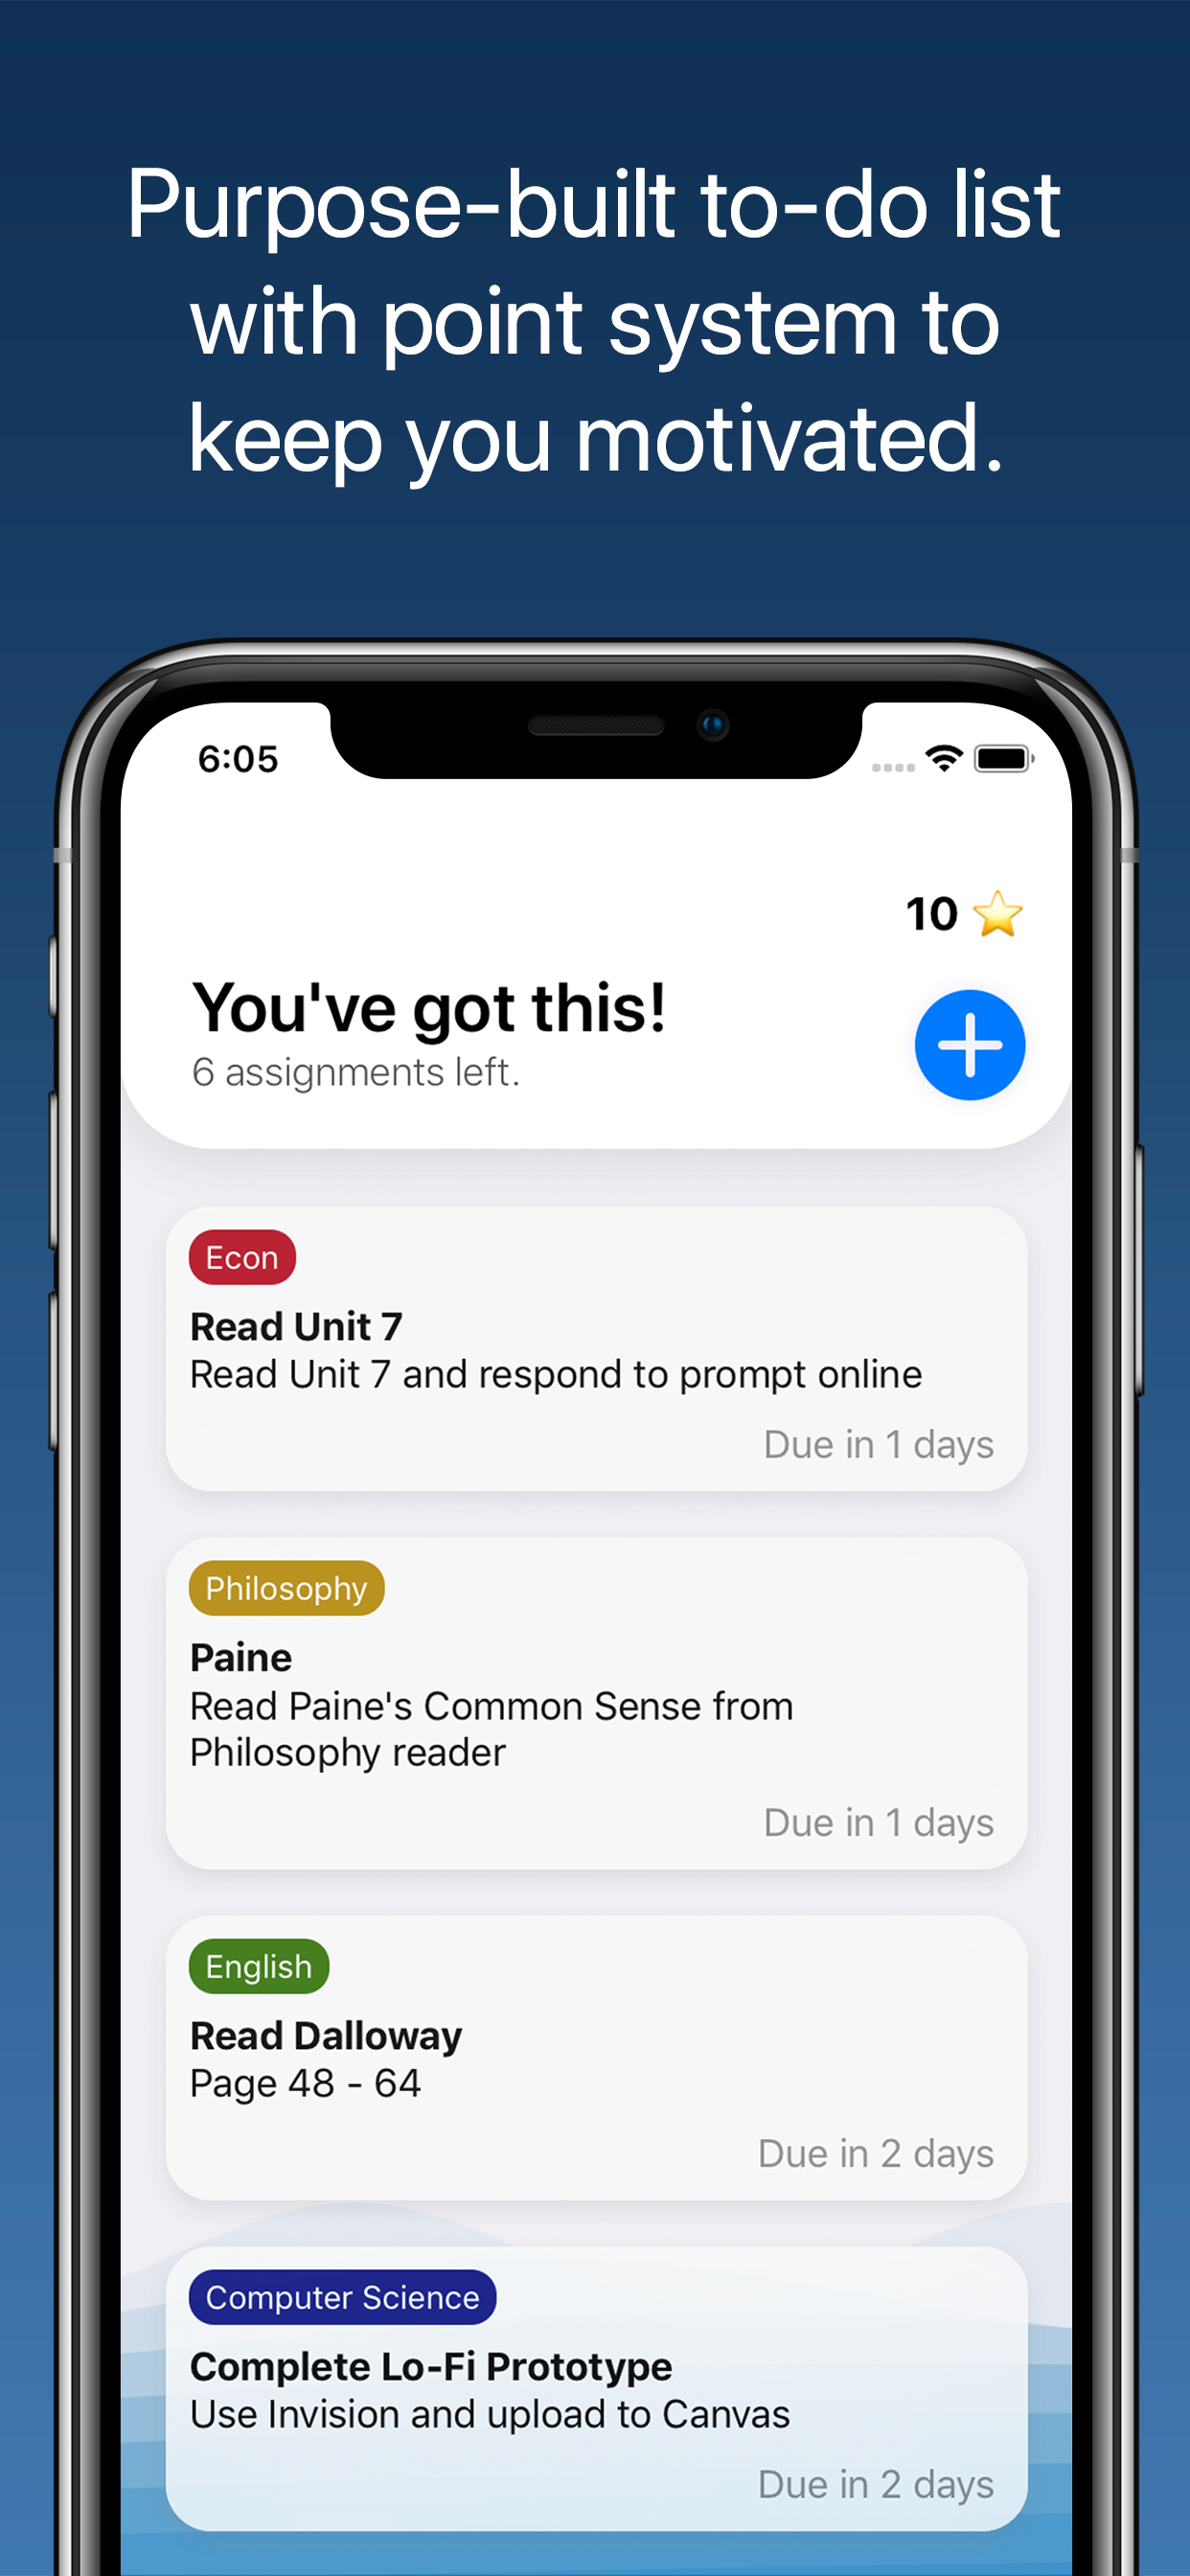 Purpose-built to-do list
with point system to
keep you motivated.
6:05
10
You've got this!
6 assignments left.
Econ
Read Unit 7
Read Unit 7 and respond to prompt online
Due in 1 days
Philosophy
Paine
Read Paine's Common Sense from
Philosophy reader
Due in 1 days
English
Read Dalloway
Page 48 - 64
Due in 2 days
Computer Science
Complete Lo-Fi Prototype
Use Invision and upload to Canvas
Due in 2 days